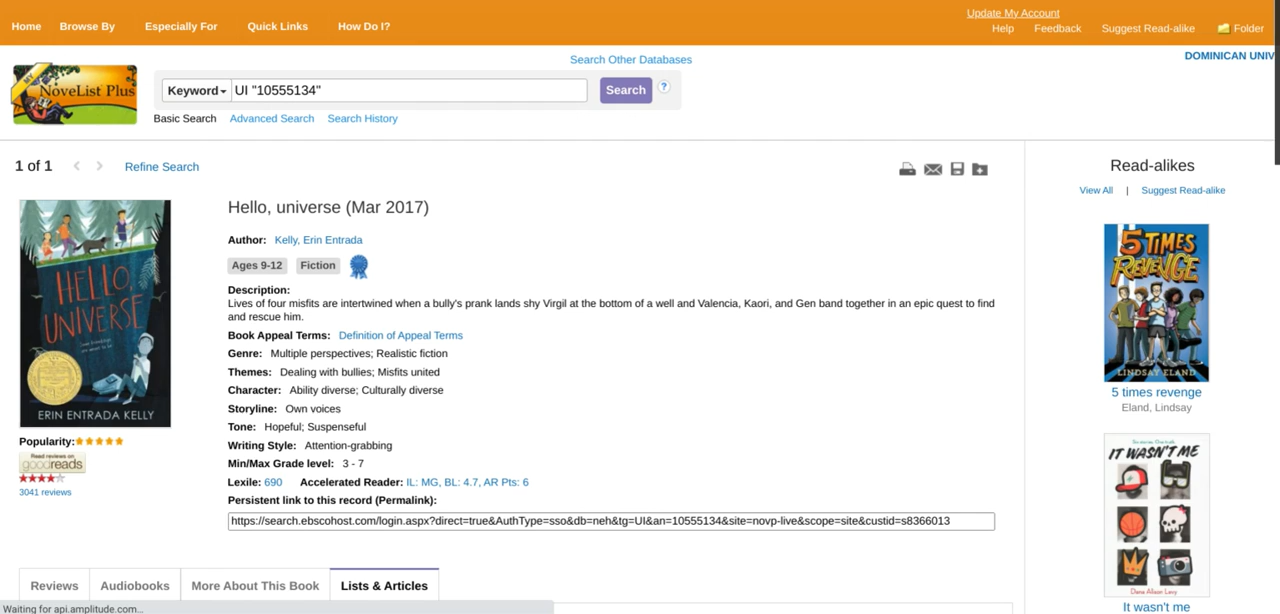 Home Browse By Especially For Quick Links How Do I?
Update My Account
Help Feedback Suggest Read-alike Folder
DOMINICAN UNIV
Search Other Databases
MY
NoveList Plus
Keyword UI "10555134" Search ?
Basic Search Advanced Search Search History
1 of 1 Refine Search
Hello, universe (Mar 2017)
Author: Kelly, Erin Entrada
Ages 9-12 Fiction
Description:
Lives of four misfits are intertwined when a bully's prank lands shy Virgil at the bottom of a well and Valencia, Kaori, and Gen band together in an epic quest to find
and rescue him.
Book Appeal Terms: Definition of Appeal Terms
Genre: Multiple perspectives; Realistic fiction
Themes: Dealing with bullies; Misfits united
Character: Ability diverse; Culturally diverse
Storyline: Own voices
Tone: Hopeful; Suspenseful
Writing Style: Attention-grabbing
Min/Max Grade level: 3 - 7
Lexile: 690 Accelerated Reader: IL: MG, BL: 4.7, AR Pts: 6
Persistent link to this record (Permalink):
https://search.ebscohost.com/login.aspx?direct=true&AuthType=sso&db=neh&tg=UI&an=10555134&site=novp-live&scope=site&custid=s8366013
HELLO,
UNIVERSE
ERIN ENTRADA KELLY
Popularity:
Read reviews on
goodreads
3041 reviews
Reviews Audiobooks More About This Book Lists & Articles
Waiting for api.amplitude.com...
Read-alikes
View All | Suggest Read-alike
5 TIMES
REVENGE
LINDSAY ELAND
5 times revenge
Eland, Lindsay
IT WASN'T ME
Dana Alison Levy
It wasn't me